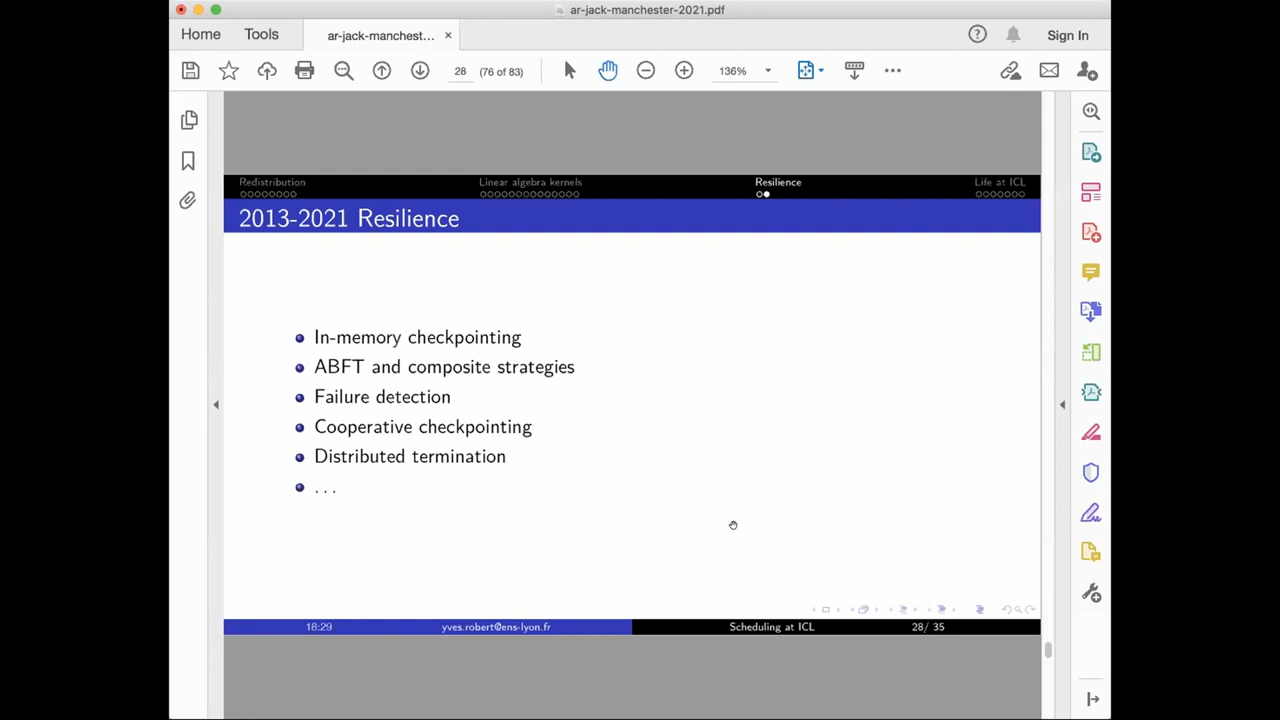 ar-jack-manchester-2021.pdf
Home
Tools
ar-jack-manchest...
Sign In
28
(76 of 83)
136%
Redistribution
Linear algebra kernels
Resilience
Life at ICL
2013-2021 Resilience
In-memory checkpointing
ABFT and composite strategies
Failure detection
Cooperative checkpointing
Distributed termination
...
18:29
yves.robert@ens-lyon.fr
Scheduling at ICL
28/ 35